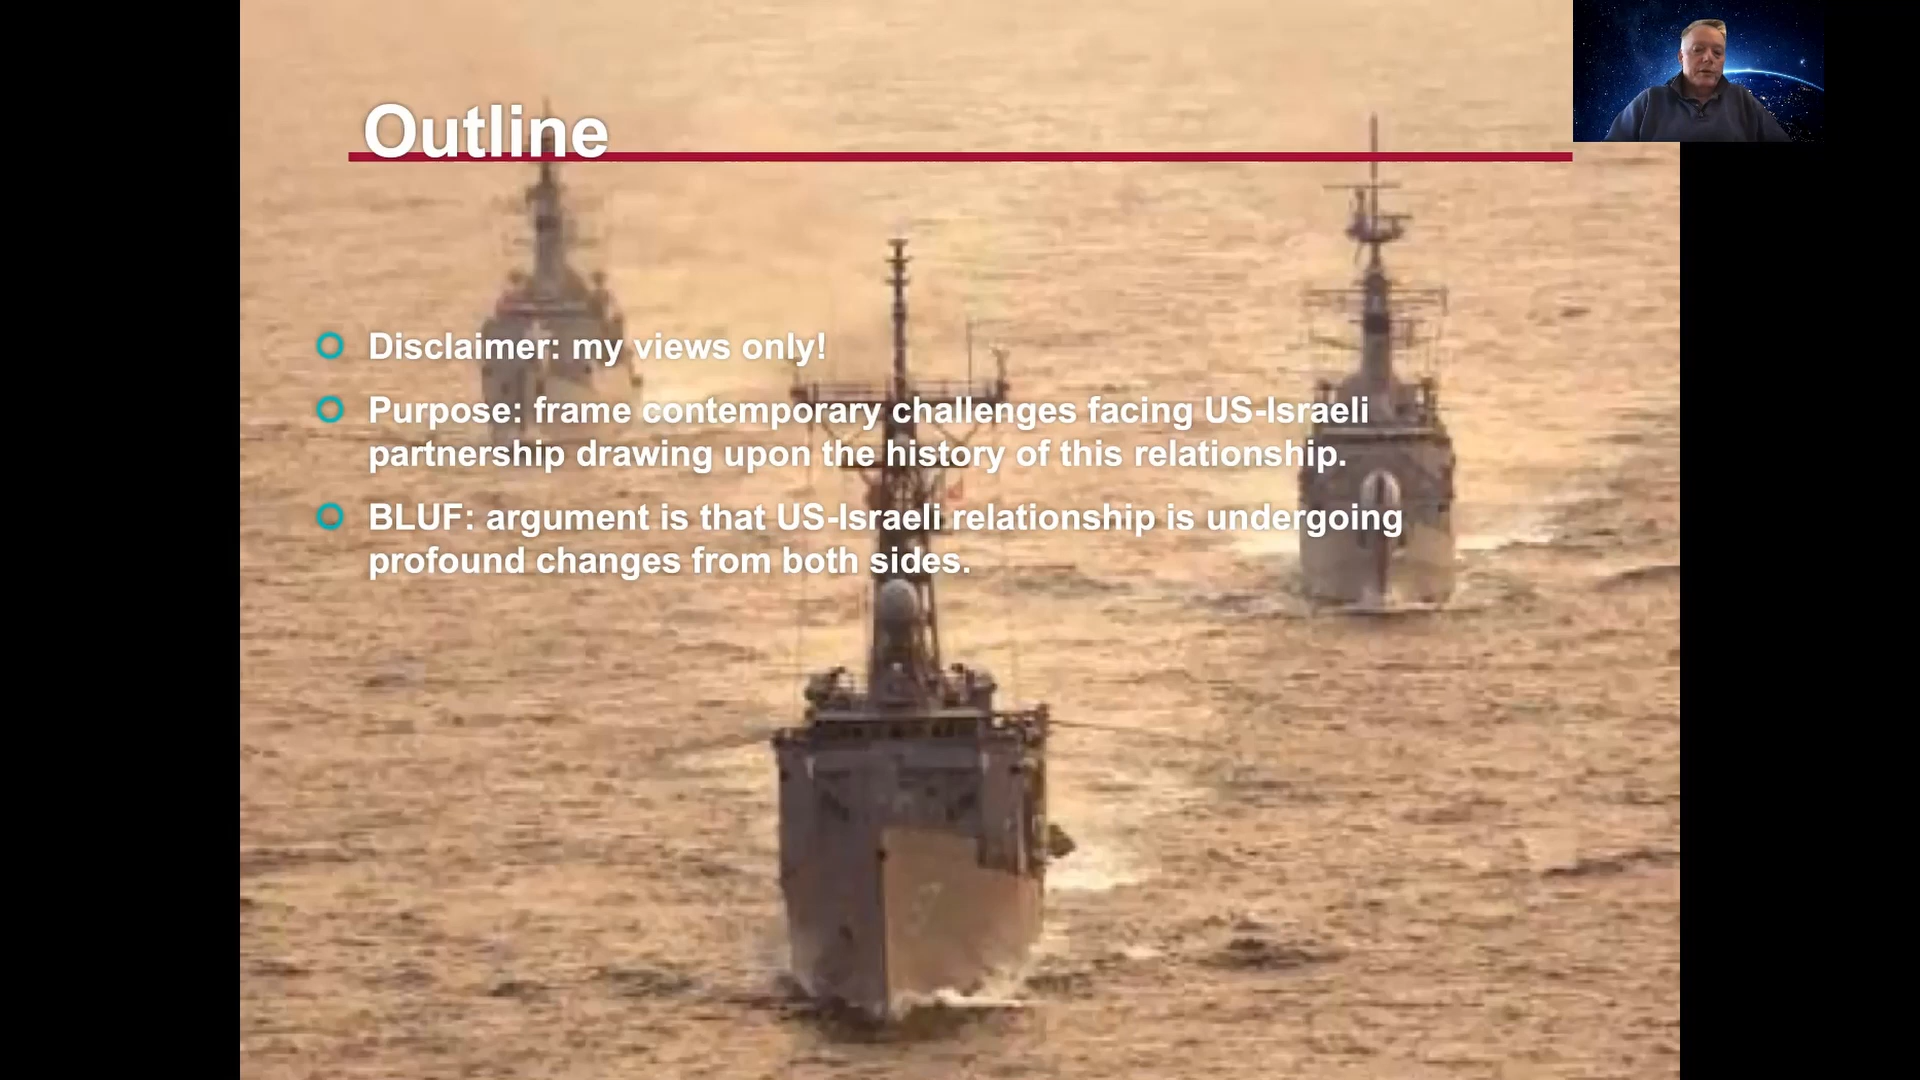 Outline
Disclaimer: my views only!
Purpose: frame contemporary challenges facing US-Israeli
partnership drawing upon the history of this relationship.
BLUF: argument is that US-Israeli relationship is undergoing
profound changes from both sides.